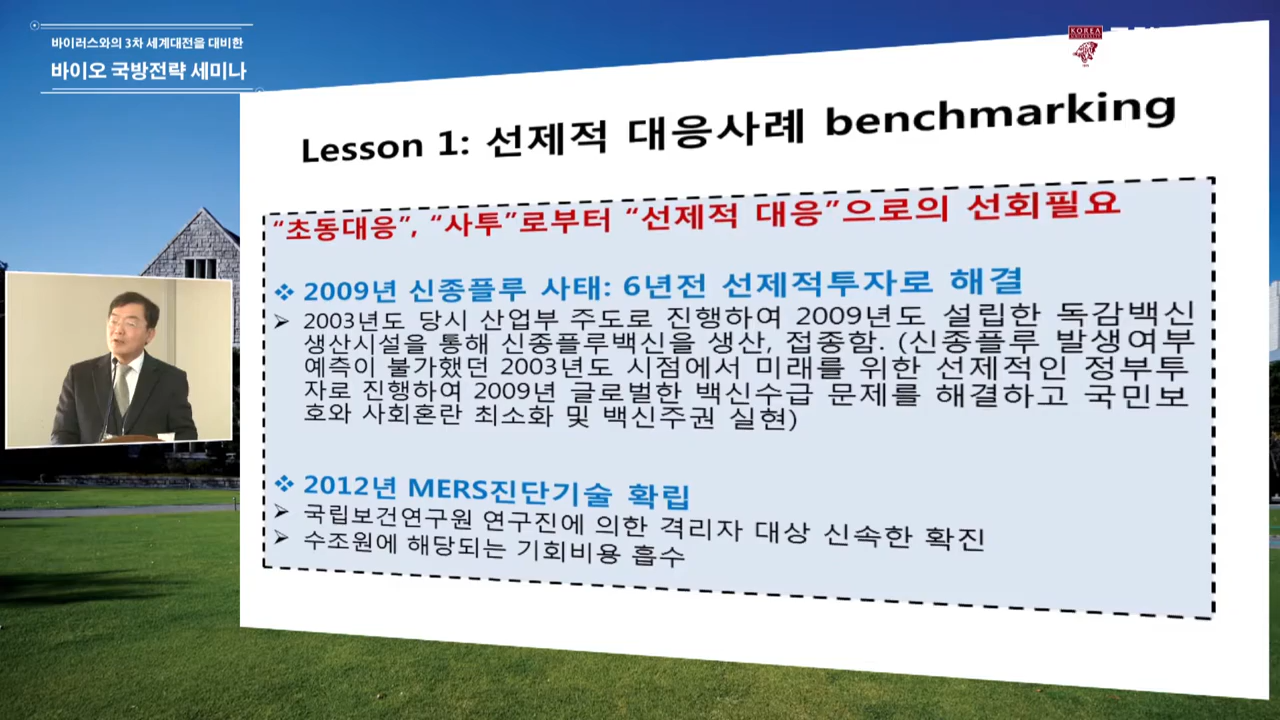 바이러스와의 3차 세계대전을 대비한
바이오 국방전략 세미나
KOREA
Lesson 1: 선제적 대응사례 benchmarking
“초동대응”, “사투”로부터 “선제적 대응”으로의 선회필요
❖ 2009년 신종플루 사태: 6년전 선제적투자로 해결
➢ 2003년도 당시 산업부 주도로 진행하여 2009년도 설립한 독감백신
생산시설을 통해 신종플루백신을 생산, 접종함. (신종플루 발생여부
예측이 불가했던 2003년도 시점에서 미래를 위한 선제적인 정부투
자로 진행하여 2009년 글로벌한 백신수급 문제를 해결하고 국민보
호와 사회혼란 최소화 및 백신주권 실현)
❖ 2012년 MERS진단기술 확립
➢ 국립보건연구원 연구진에 의한 격리자 대상 신속한 확진
➢ 수조원에 해당되는 기회비용 흡수